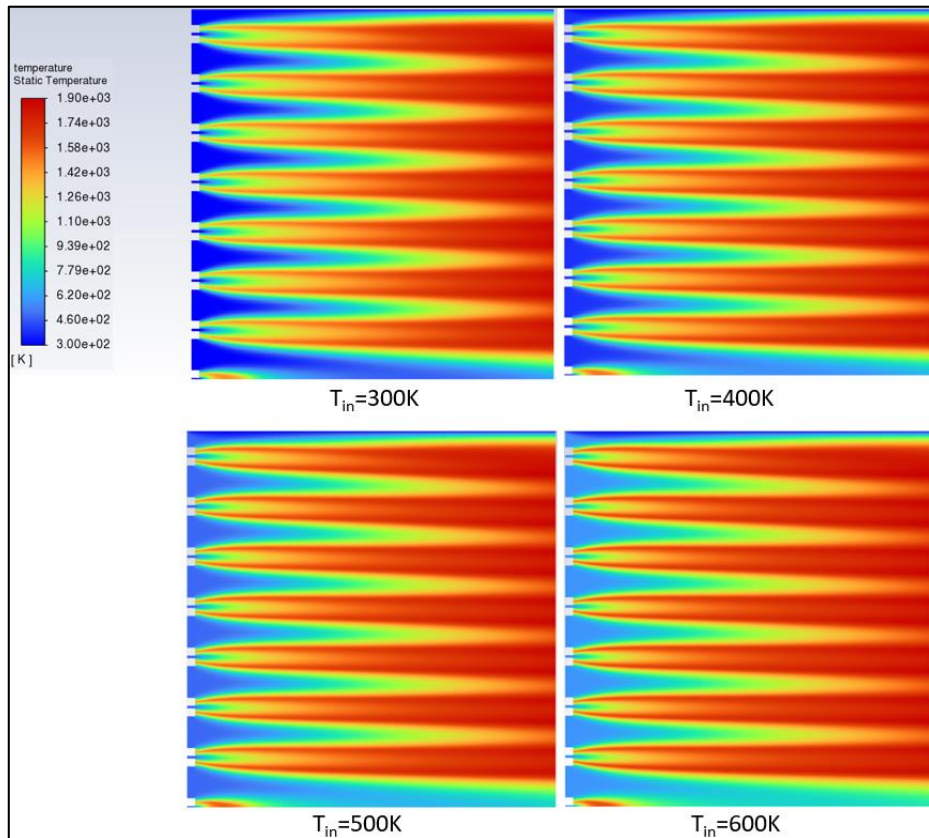 temperature
Static Temperature
1.90e+03
1.74e+03
1.58e+03
1.42e+03
1.26e+03
1.10e+03
9.39e+02
7.79e+02
6.20e+02
4.60e+02
3.00e+02
[ K ]
T_in=300K
T_in=400K
T_in=500K
T_in=600K